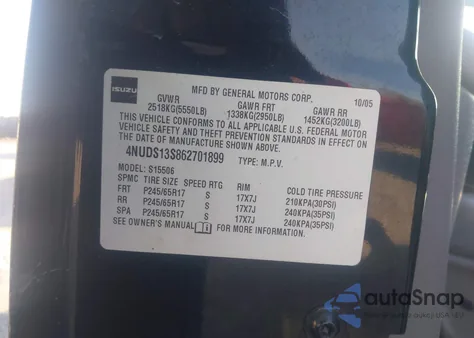 ISUZU
MFD BY GENERAL MOTORS CORP. 10/05
GVWR GAWR FRT GAWR RR
2518KG(5550LB) 1338KG(2950LB) 1452KG(3200LB)
THIS VEHICLE CONFORMS TO ALL APPLICABLE U.S. FEDERAL MOTOR
VEHICLE SAFETY AND THEFT PREVENTION STANDARDS IN EFFECT ON
THE DATE OF MANUFACTURE SHOWN ABOVE.
4NUDS13S862701899 TYPE: M.P.V.
MODEL: S15506
SPMC TIRE SIZE SPEED RTG RIM COLD TIRE PRESSURE
FRT P245/65R17 S 17X7J 210KPA(30PSI)
RR P245/65R17 S 17X7J 240KPA(35PSI)
SPA P245/65R17 S 17X7J 240KPA(35PSI)
SEE OWNER'S MANUAL FOR MORE INFORMATION.
autoSnap